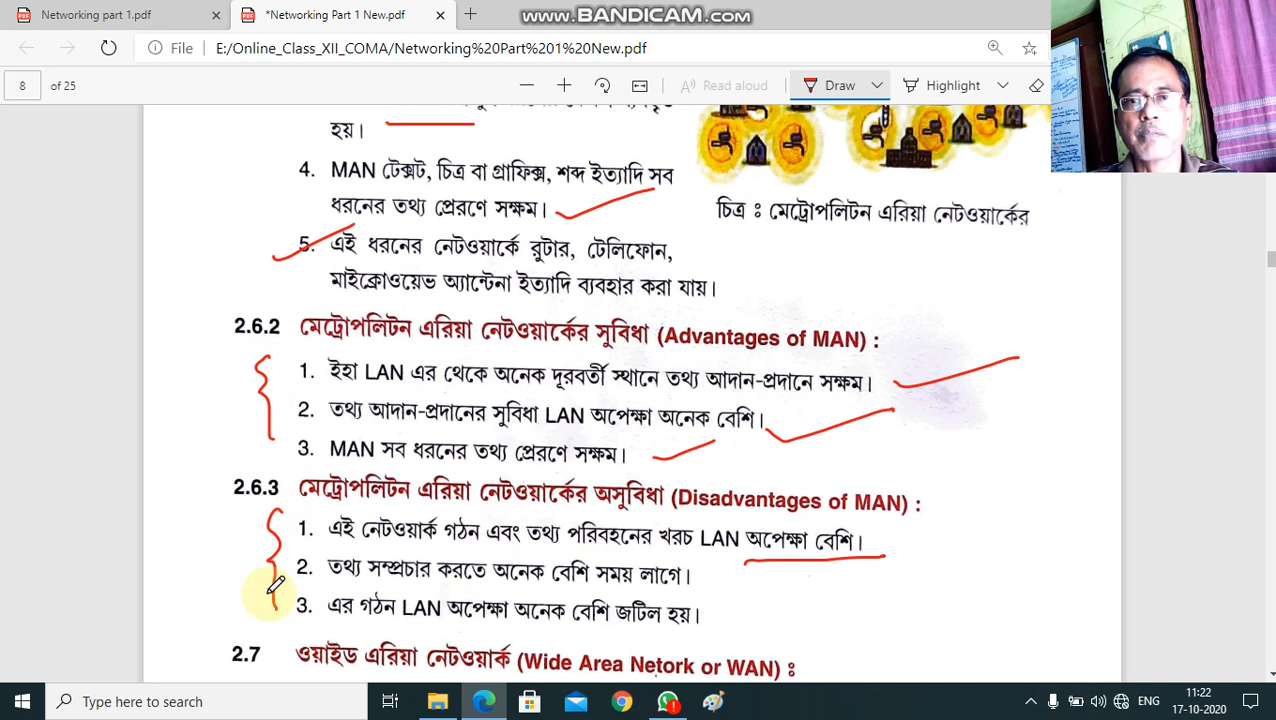 www.BANDICAM.com
Networking part 1.pdf
*Networking Part 1 New.pdf
File E:/Online_Class_XII_COMA/Networking%20Part%201%20New.pdf
8 of 25
Read aloud
Draw
Highlight
হয়।
4. MAN টেক্সট, চিত্র বা গ্রাফিক্স, শব্দ ইত্যাদি সব
ধরনের তথ্য প্রেরণে সক্ষম।
চিত্র ঃ মেট্রোপলিটন এরিয়া নেটওয়ার্কের
5. এই ধরনের নেটওয়ার্কে রুটার, টেলিফোন,
মাইক্রোওয়েভ অ্যান্টেনা ইত্যাদি ব্যবহার করা যায়।
2.6.2 মেট্রোপলিটন এরিয়া নেটওয়ার্কের সুবিধা (Advantages of MAN) :
1. ইহা LAN এর থেকে অনেক দূরবর্তী স্থানে তথ্য আদান-প্রদানে সক্ষম।
2. তথ্য আদান-প্রদানের সুবিধা LAN অপেক্ষা অনেক বেশি।
3. MAN সব ধরনের তথ্য প্রেরণে সক্ষম।
2.6.3 মেট্রোপলিটন এরিয়া নেটওয়ার্কের অসুবিধা (Disadvantages of MAN) :
1. এই নেটওয়ার্ক গঠন এবং তথ্য পরিবহনের খরচ LAN অপেক্ষা বেশি।
2. তথ্য সম্প্রচার করতে অনেক বেশি সময় লাগে।
3. এর গঠন LAN অপেক্ষা অনেক বেশি জটিল হয়।
2.7 ওয়াইড এরিয়া নেটওয়ার্ক (Wide Area Netork or WAN) ঃ
Type here to search
ENG
11:22
17-10-2020